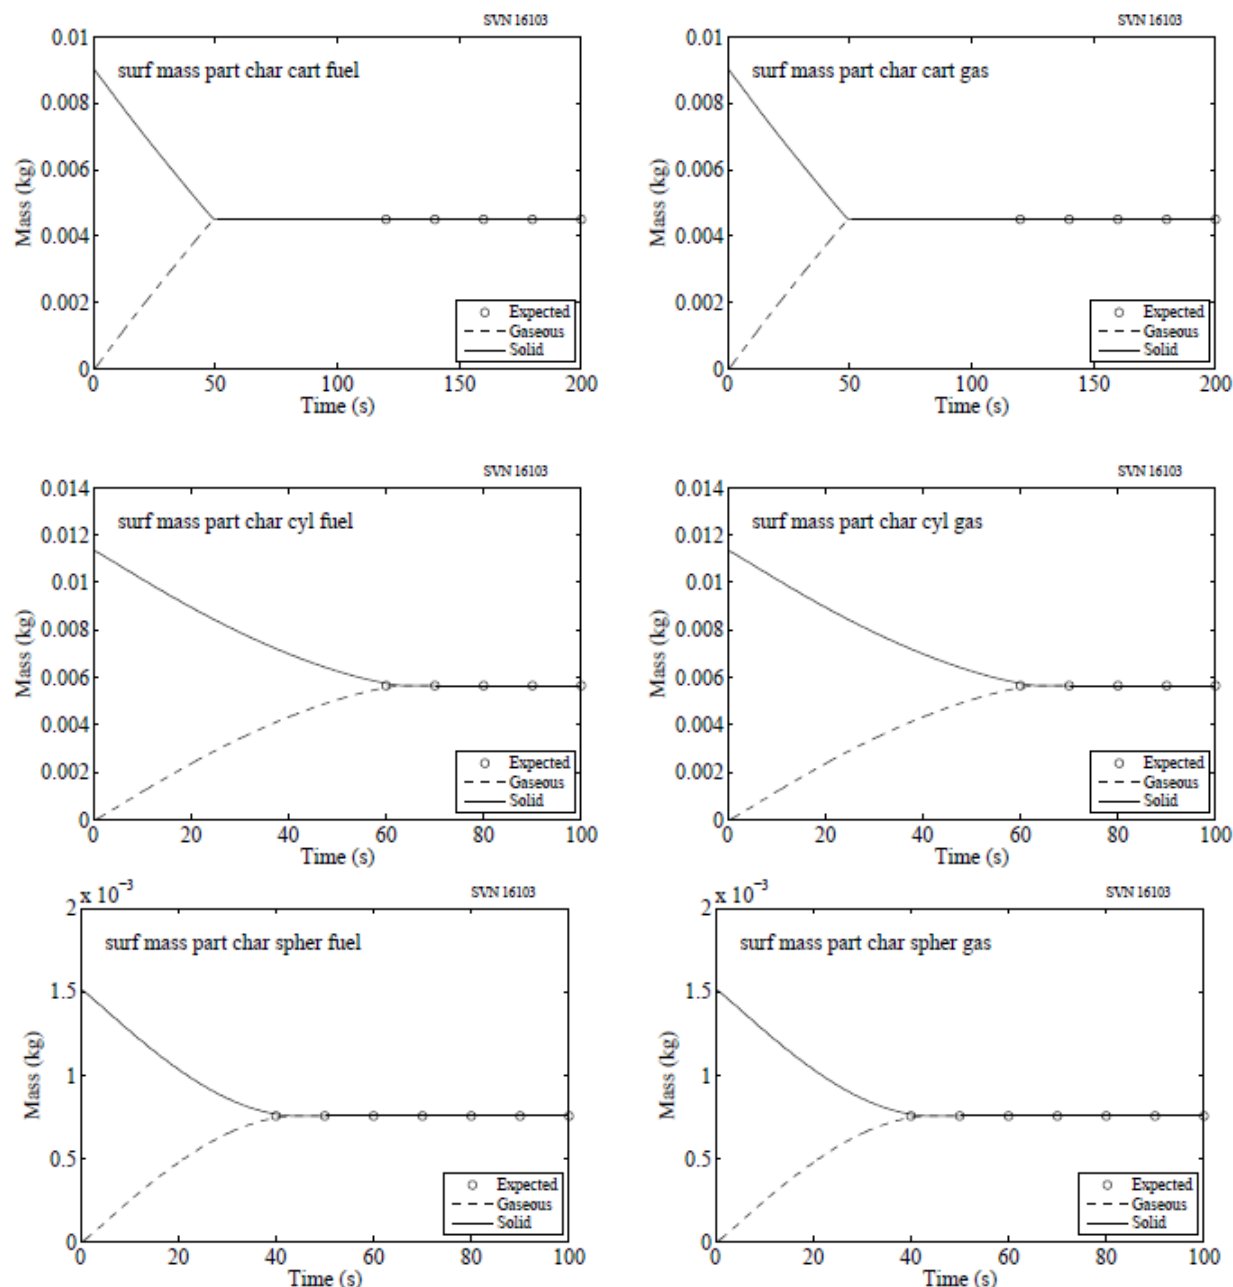 SVN 16103
0.01
surf mass part char cart fuel
0.008
0.006
Mass (kg)
0.004
0.002
0
Expected
Gaseous
Solid
0 50 100 150 200
Time (s)
SVN 16103
0.01
surf mass part char cart gas
0.008
0.006
Mass (kg)
0.004
0.002
0
Expected
Gaseous
Solid
0 50 100 150 200
Time (s)
SVN 16103
0.014
surf mass part char cyl fuel
0.012
0.01
0.008
Mass (kg)
0.006
0.004
0.002
0
Expected
Gaseous
Solid
0 20 40 60 80 100
Time (s)
SVN 16103
0.014
surf mass part char cyl gas
0.012
0.01
0.008
Mass (kg)
0.006
0.004
0.002
0
Expected
Gaseous
Solid
0 20 40 60 80 100
Time (s)
x 10⁻³
SVN 16103
2
surf mass part char spher fuel
1.5
Mass (kg)
1
0.5
0
Expected
Gaseous
Solid
0 20 40 60 80 100
Time (s)
x 10⁻³
SVN 16103
2
surf mass part char spher gas
1.5
Mass (kg)
1
0.5
0
Expected
Gaseous
Solid
0 20 40 60 80 100
Time (s)